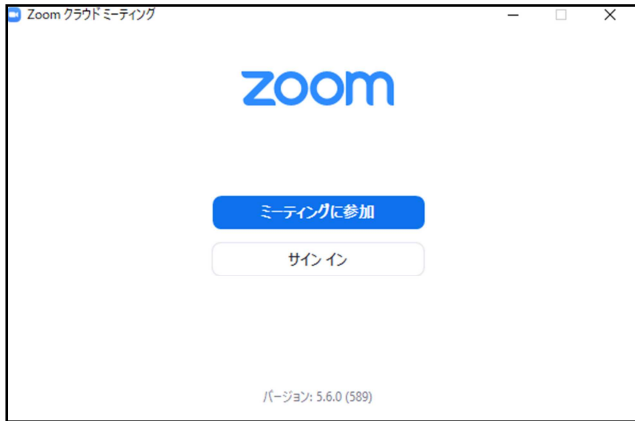 Zoom クラウド ミーティング
zoom
ミーティングに参加
サイン イン
バージョン: 5.6.0 (589)